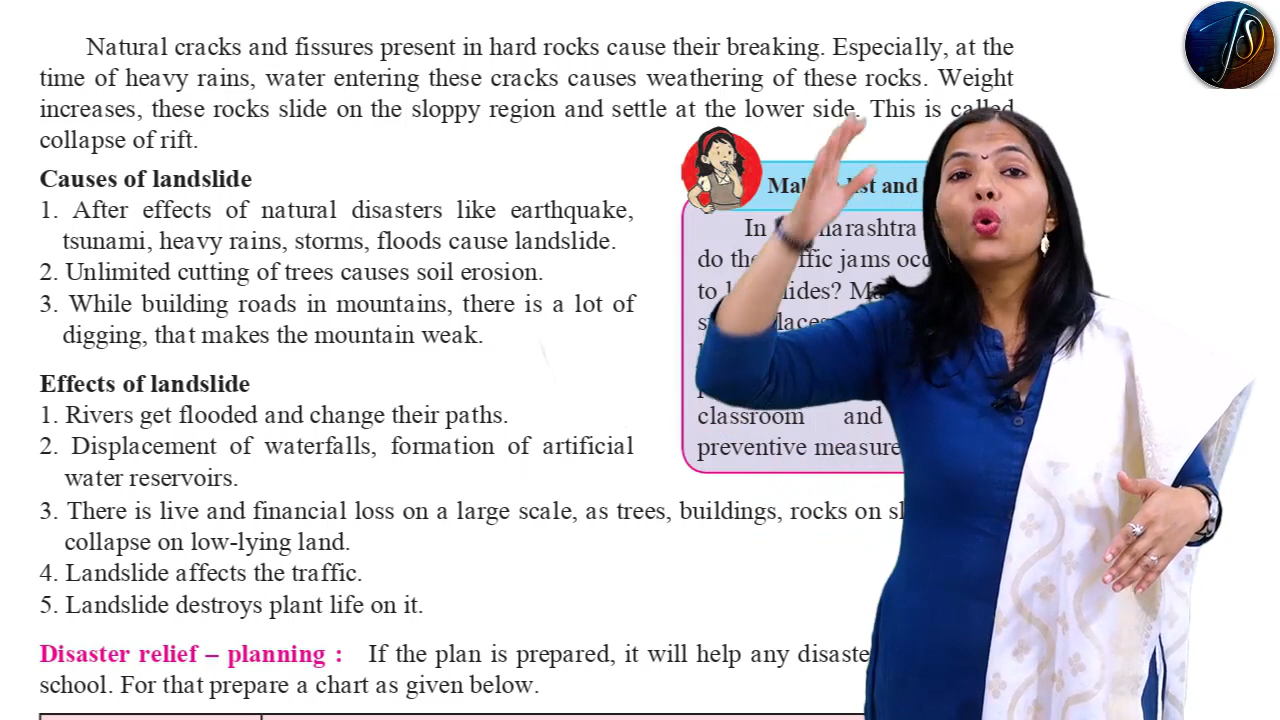 Natural cracks and fissures present in hard rocks cause their breaking. Especially, at the
time of heavy rains, water entering these cracks causes weathering of these rocks. Weight
increases, these rocks slide on the sloppy region and settle at the lower side. This is called
collapse of rift.
Causes of landslide
1. After effects of natural disasters like earthquake,
tsunami, heavy rains, storms, floods cause landslide.
2. Unlimited cutting of trees causes soil erosion.
3. While building roads in mountains, there is a lot of
digging, that makes the mountain weak.
Effects of landslide
1. Rivers get flooded and change their paths.
2. Displacement of waterfalls, formation of artificial
water reservoirs.
3. There is live and financial loss on a large scale, as trees, buildings, rocks on
collapse on low-lying land.
4. Landslide affects the traffic.
5. Landslide destroys plant life on it.
and
In
do jams
to
classroom and
preventive
Disaster relief – planning : If the plan is prepared, it will help any
school. For that prepare a chart as given below.